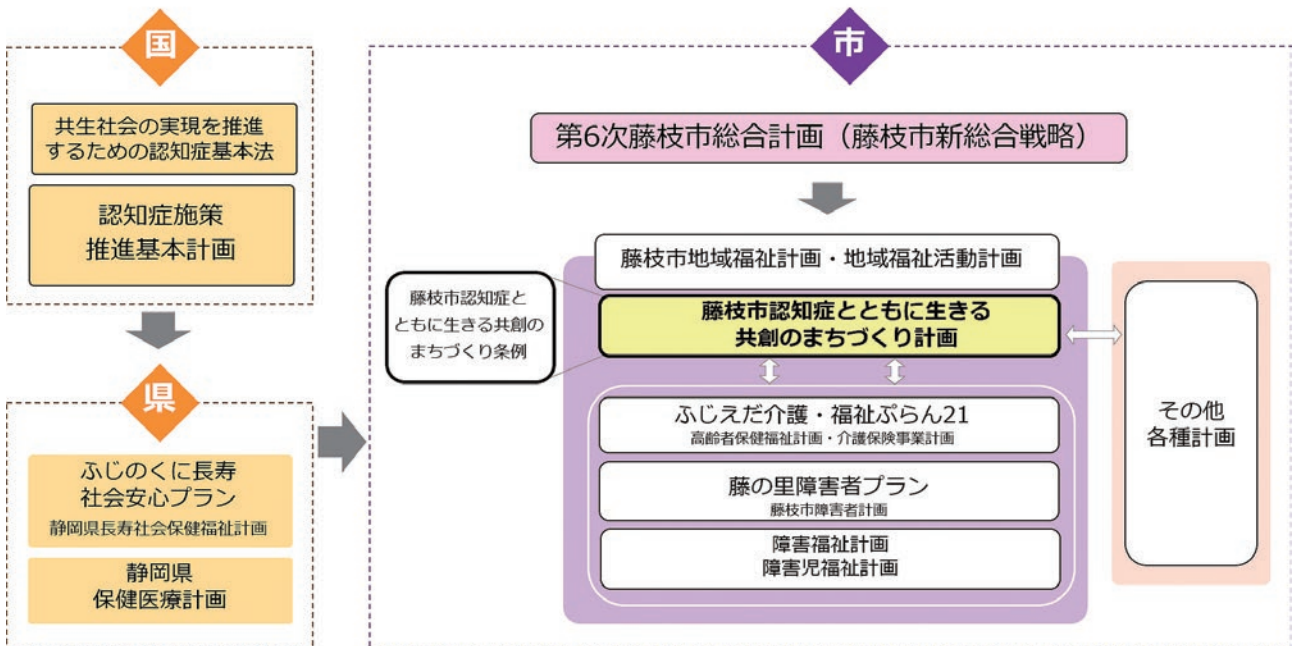 国
共生社会の実現を推進
するための認知症基本法
認知症施策
推進基本計画
県
ふじのくに長寿
社会安心プラン
静岡県長寿社会保健福祉計画
静岡県
保健医療計画
市
第6次藤枝市総合計画（藤枝市新総合戦略）
藤枝市地域福祉計画・地域福祉活動計画
藤枝市認知症と
ともに生きる共創の
まちづくり条例
藤枝市認知症とともに生きる
共創のまちづくり計画
ふじえだ介護・福祉ぷらん21
高齢者保健福祉計画・介護保険事業計画
藤の里障害者プラン
藤枝市障害者計画
障害福祉計画
障害児福祉計画
その他
各種計画